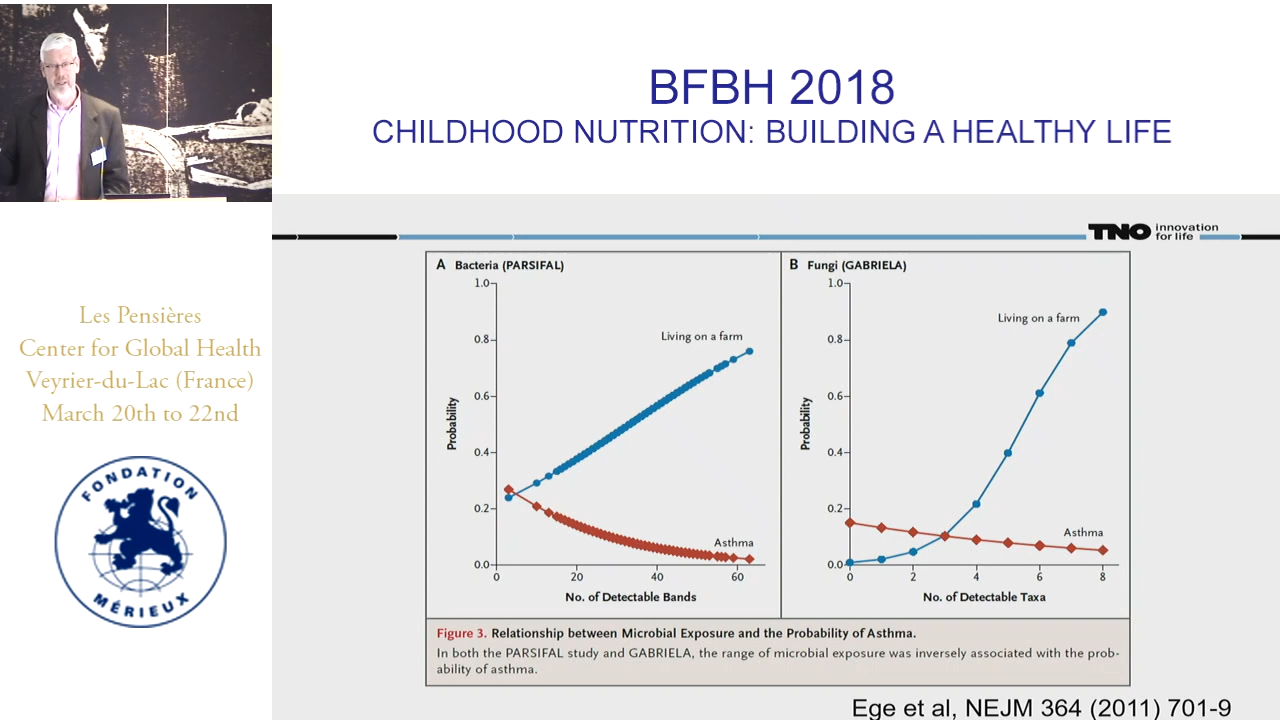 BFBH 2018
CHILDHOOD NUTRITION: BUILDING A HEALTHY LIFE
Les Pensières
Center for Global Health
Veyrier-du-Lac (France)
March 20th to 22nd
FONDATION
MÉRIEUX
TNO innovation
for life
A Bacteria (PARSIFAL)
1.0
0.8
0.6
0.4
0.2
0.0
Probability
Living on a farm
Asthma
0 20 40 60
No. of Detectable Bands
B Fungi (GABRIELA)
1.0
0.8
0.6
0.4
0.2
0.0
Probability
Living on a farm
Asthma
0 2 4 6 8
No. of Detectable Taxa
Figure 3. Relationship between Microbial Exposure and the Probability of Asthma.
In both the PARSIFAL study and GABRIELA, the range of microbial exposure was inversely associated with the prob-
ability of asthma.
Ege et al, NEJM 364 (2011) 701-9